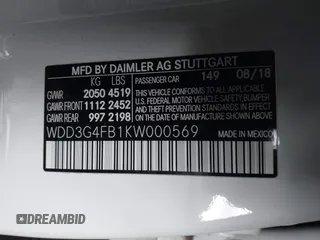 MFD BY DAIMLER AG STUTTGART
KG LBS PASSENGER CAR 149 08/18
GVWR 2050 4519
GAWR FRONT 1112 2452
GAWR REAR 997 2198
THIS VEHICLE CONFORMS TO ALL APPLICABLE
U.S. FEDERAL MOTOR VEHICLE SAFETY, BUMPER,
AND THEFT PREVENTION STANDARDS IN EFFECT
ON THE DATE OF MANUFACTURE SHOWN ABOVE.
WDD3G4FB1KW000569
MADE IN MEXICO
DREAMBID